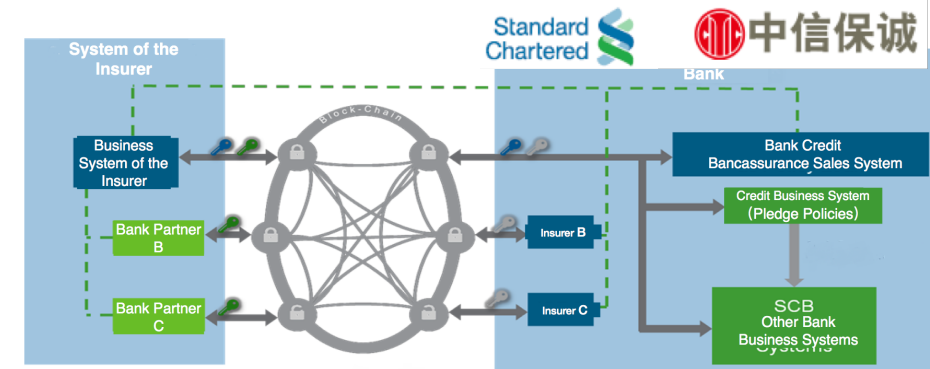 Standard
Chartered
中信保诚
System of the
Insurer
Bank
Block-Chain
Business
System of the
Insurer
Bank Credit
Bancassurance Sales System
Credit Business System
(Pledge Policies)
Bank Partner
B
Insurer B
Bank Partner
C
Insurer C
SCB
Other Bank
Business Systems
Systems